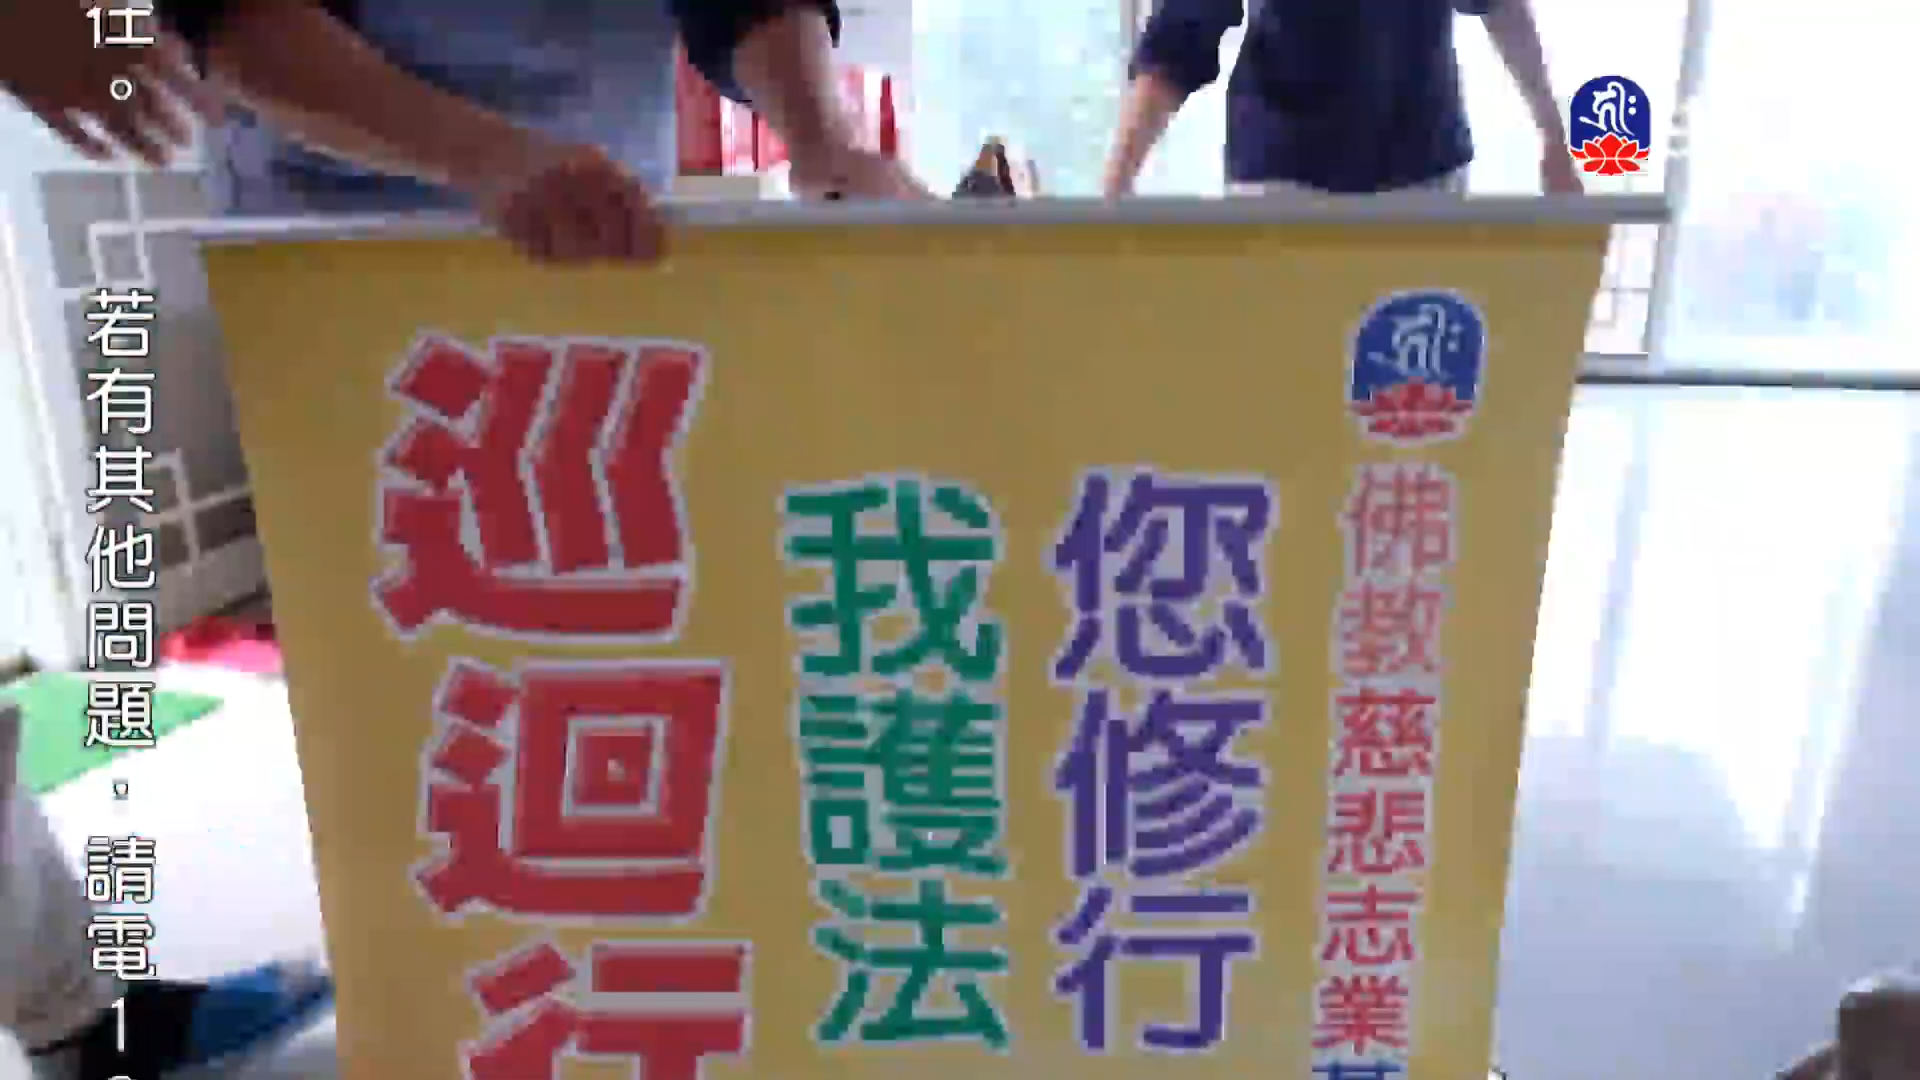 佛教慈悲志業
您修行
我護法
巡迴行
任。 若有其他問題．請電1